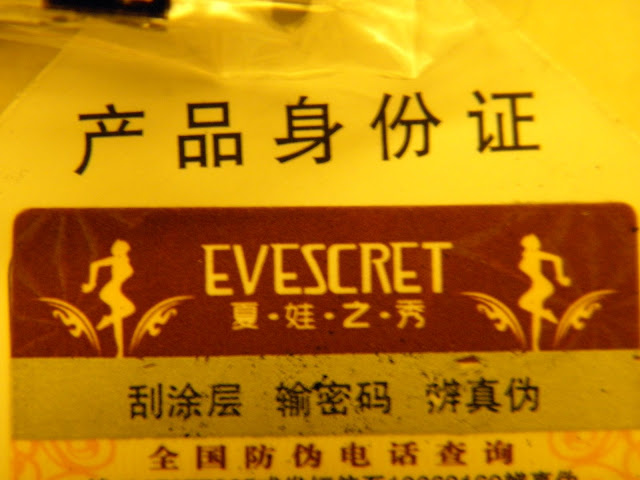 产品身份证
EVESCRET
夏·娃·之·秀
刮涂层 输密码 辨真伪
全国防伪电话查询